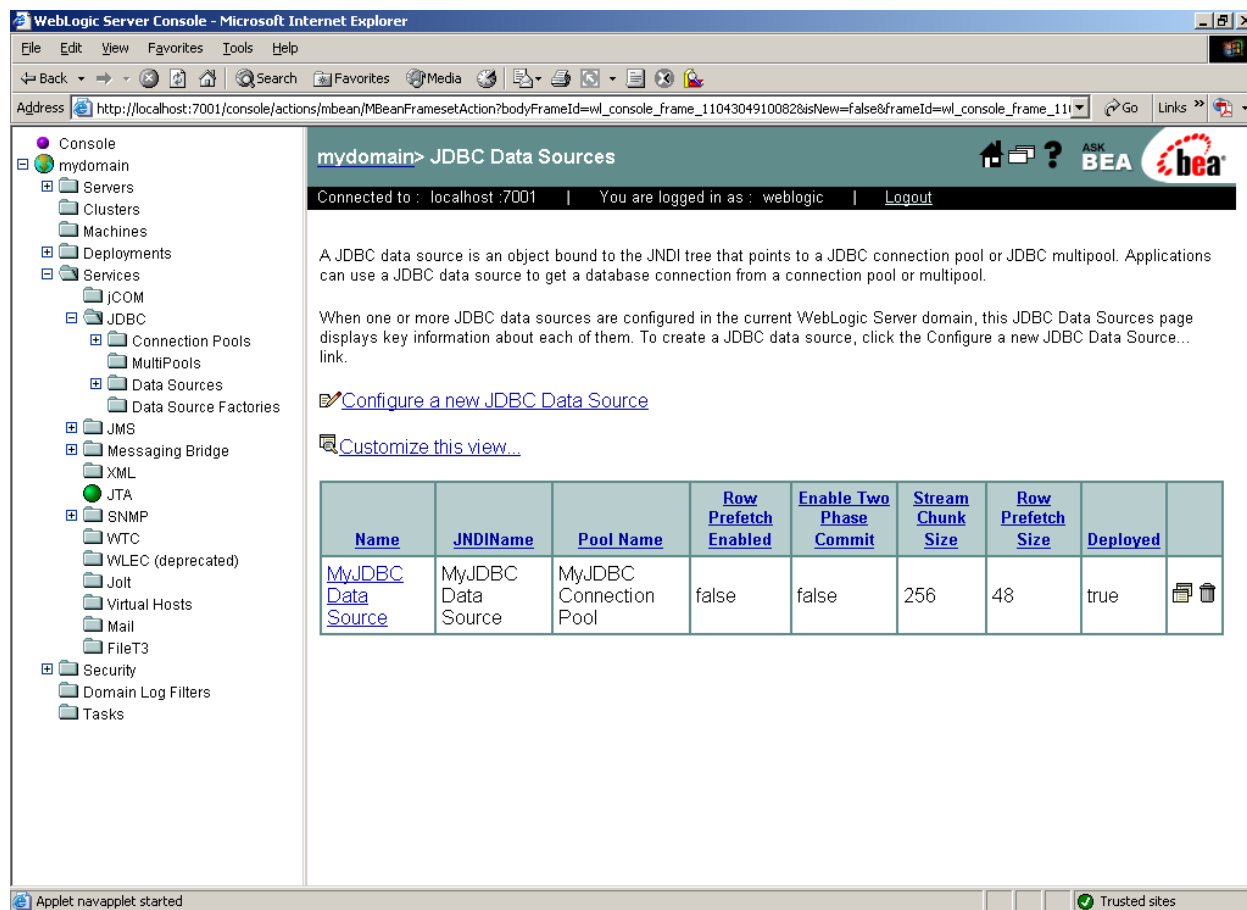 WebLogic Server Console - Microsoft Internet Explorer
File Edit View Favorites Tools Help
Back Search Favorites Media
Address http://localhost:7001/console/actions/mbean/MBeanFramesetAction?bodyFrameId=wl_console_frame_1104304910082&isNew=false&frameId=wl_console_frame_110 Go Links »
Console
mydomain
Servers
Clusters
Machines
Deployments
Services
jCOM
JDBC
Connection Pools
MultiPools
Data Sources
Data Source Factories
JMS
Messaging Bridge
XML
JTA
SNMP
WTC
WLEC (deprecated)
Jolt
Virtual Hosts
Mail
FileT3
Security
Domain Log Filters
Tasks
mydomain> JDBC Data Sources
? ASK BEA bea
Connected to : localhost :7001 | You are logged in as : weblogic | Logout
A JDBC data source is an object bound to the JNDI tree that points to a JDBC connection pool or JDBC multipool. Applications
can use a JDBC data source to get a database connection from a connection pool or multipool.
When one or more JDBC data sources are configured in the current WebLogic Server domain, this JDBC Data Sources page
displays key information about each of them. To create a JDBC data source, click the Configure a new JDBC Data Source...
link.
Configure a new JDBC Data Source
Customize this view...
Name JNDIName Pool Name Row Prefetch Enabled Enable Two Phase Commit Stream Chunk Size Row Prefetch Size Deployed
MyJDBC Data Source MyJDBC Data Source MyJDBC Connection Pool false false 256 48 true
Applet navapplet started Trusted sites